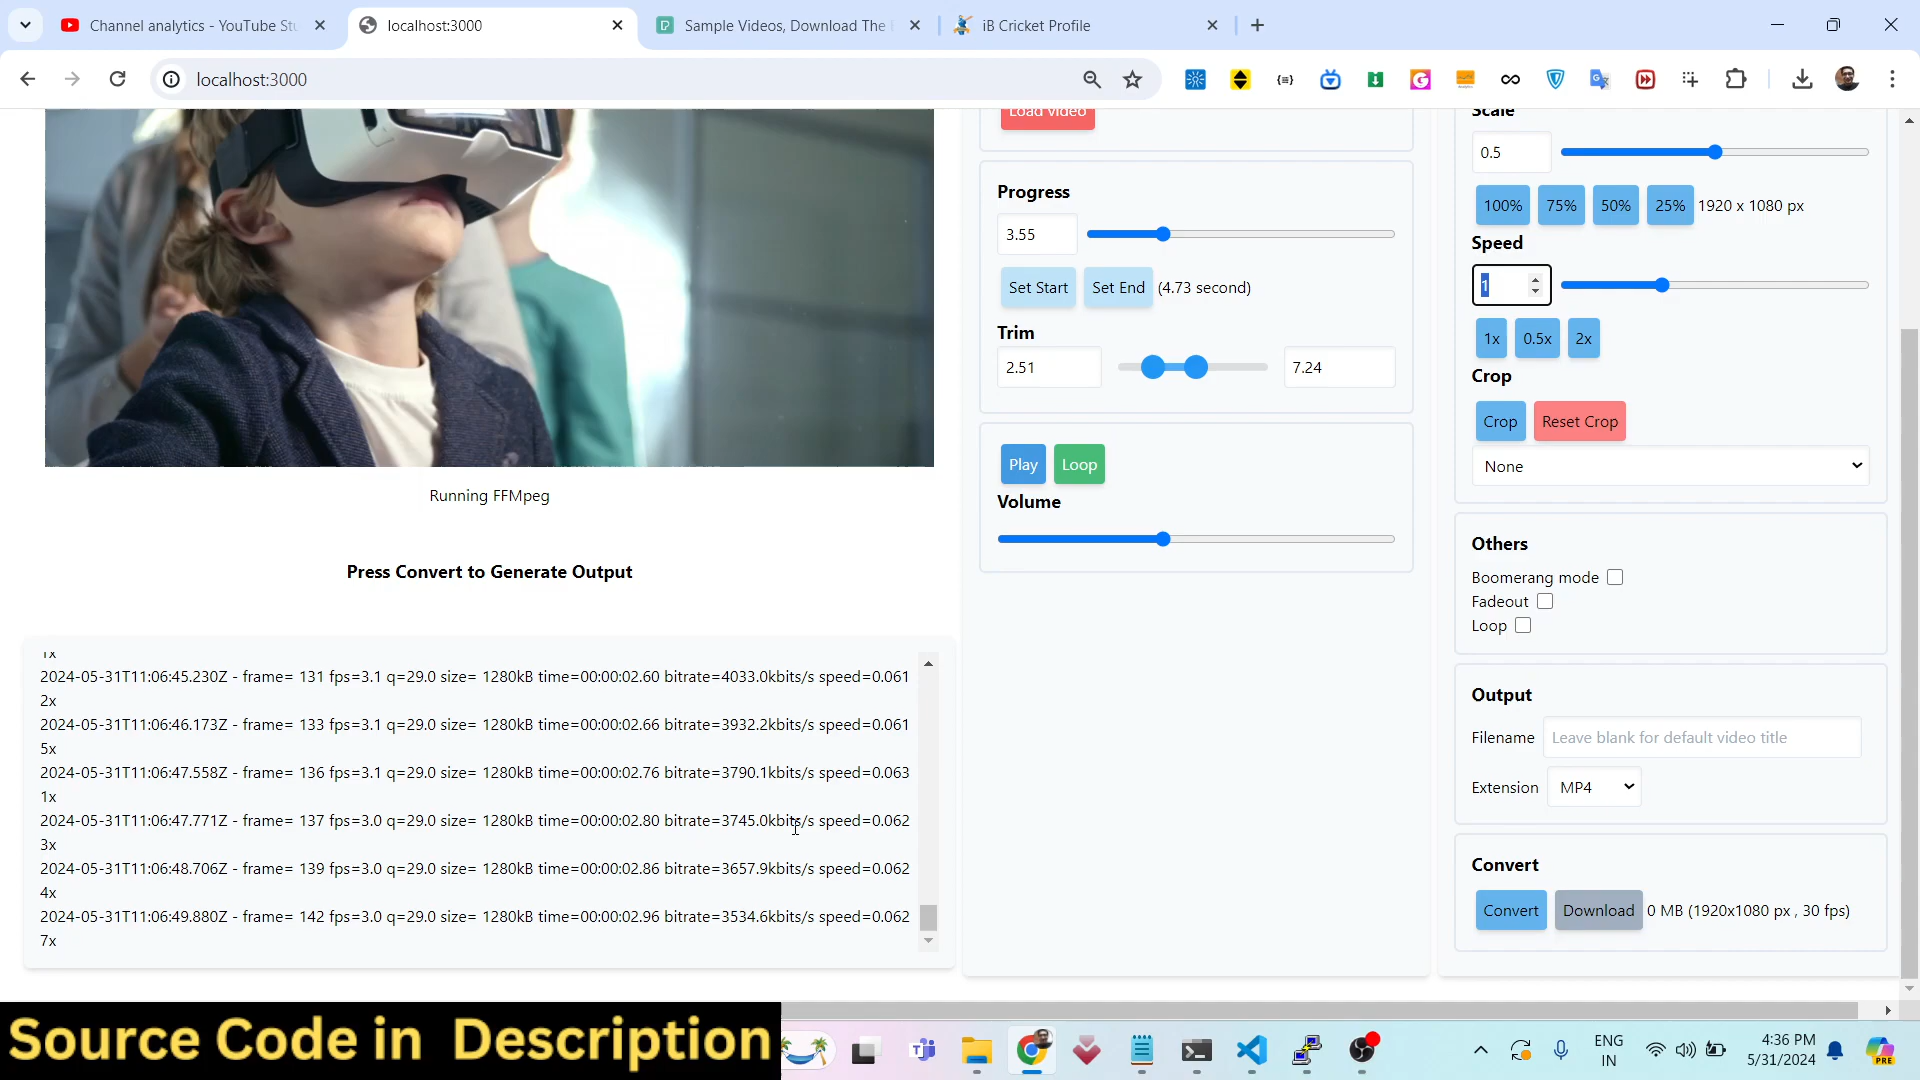 Channel analytics - YouTube Stu
localhost:3000
Sample Videos, Download The
iB Cricket Profile
localhost:3000
Running FFMpeg
Press Convert to Generate Output
1x
2024-05-31T11:06:45.230Z - frame= 131 fps=3.1 q=29.0 size= 1280kB time=00:00:02.60 bitrate=4033.0kbits/s speed=0.061
2x
2024-05-31T11:06:46.173Z - frame= 133 fps=3.1 q=29.0 size= 1280kB time=00:00:02.66 bitrate=3932.2kbits/s speed=0.061
5x
2024-05-31T11:06:47.558Z - frame= 136 fps=3.1 q=29.0 size= 1280kB time=00:00:02.76 bitrate=3790.1kbits/s speed=0.063
1x
2024-05-31T11:06:47.771Z - frame= 137 fps=3.0 q=29.0 size= 1280kB time=00:00:02.80 bitrate=3745.0kbits/s speed=0.062
3x
2024-05-31T11:06:48.706Z - frame= 139 fps=3.0 q=29.0 size= 1280kB time=00:00:02.86 bitrate=3657.9kbits/s speed=0.062
4x
2024-05-31T11:06:49.880Z - frame= 142 fps=3.0 q=29.0 size= 1280kB time=00:00:02.96 bitrate=3534.6kbits/s speed=0.062
7x
Load Video
Progress
3.55
Set Start Set End (4.73 second)
Trim
2.51 7.24
Play Loop
Volume
Scale
0.5
100% 75% 50% 25% 1920 x 1080 px
Speed
1
1x 0.5x 2x
Crop
Crop Reset Crop
None
Others
Boomerang mode
Fadeout
Loop
Output
Filename Leave blank for default video title
Extension MP4
Convert
Convert Download 0 MB (1920x1080 px , 30 fps)
Source Code in Description
ENG
IN
4:36 PM
5/31/2024
PRE